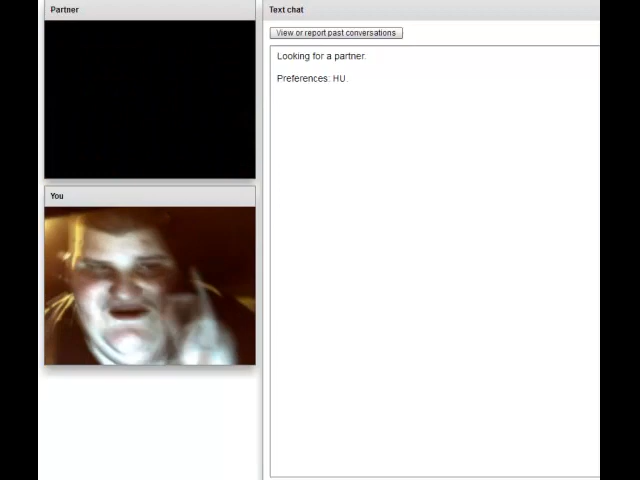 Partner
Text chat
View or report past conversations
Looking for a partner.
Preferences: HU.
You